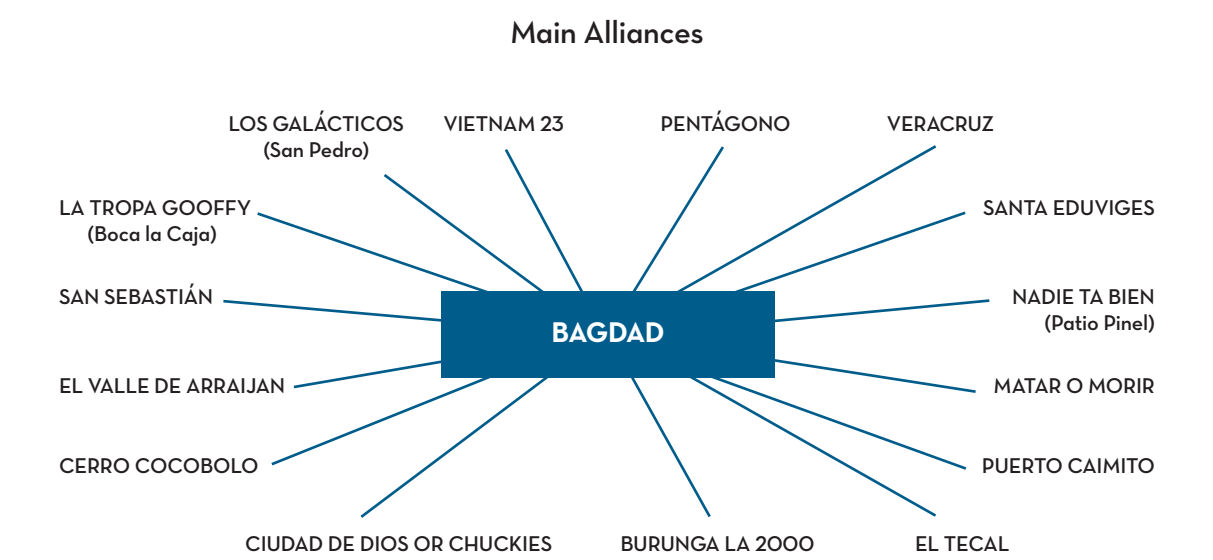 Main Alliances
LOS GALÁCTICOS
(San Pedro)
VIETNAM 23
PENTÁGONO
VERACRUZ
LA TROPA GOOFFY
(Boca la Caja)
SANTA EDUVIGES
SAN SEBASTIÁN
BAGDAD
NADIE TA BIEN
(Patio Pinel)
EL VALLE DE ARRAIJAN
MATAR O MORIR
CERRO COCOBOLO
PUERTO CAIMITO
CIUDAD DE DIOS OR CHUCKIES
BURUNGA LA 2000
EL TECAL